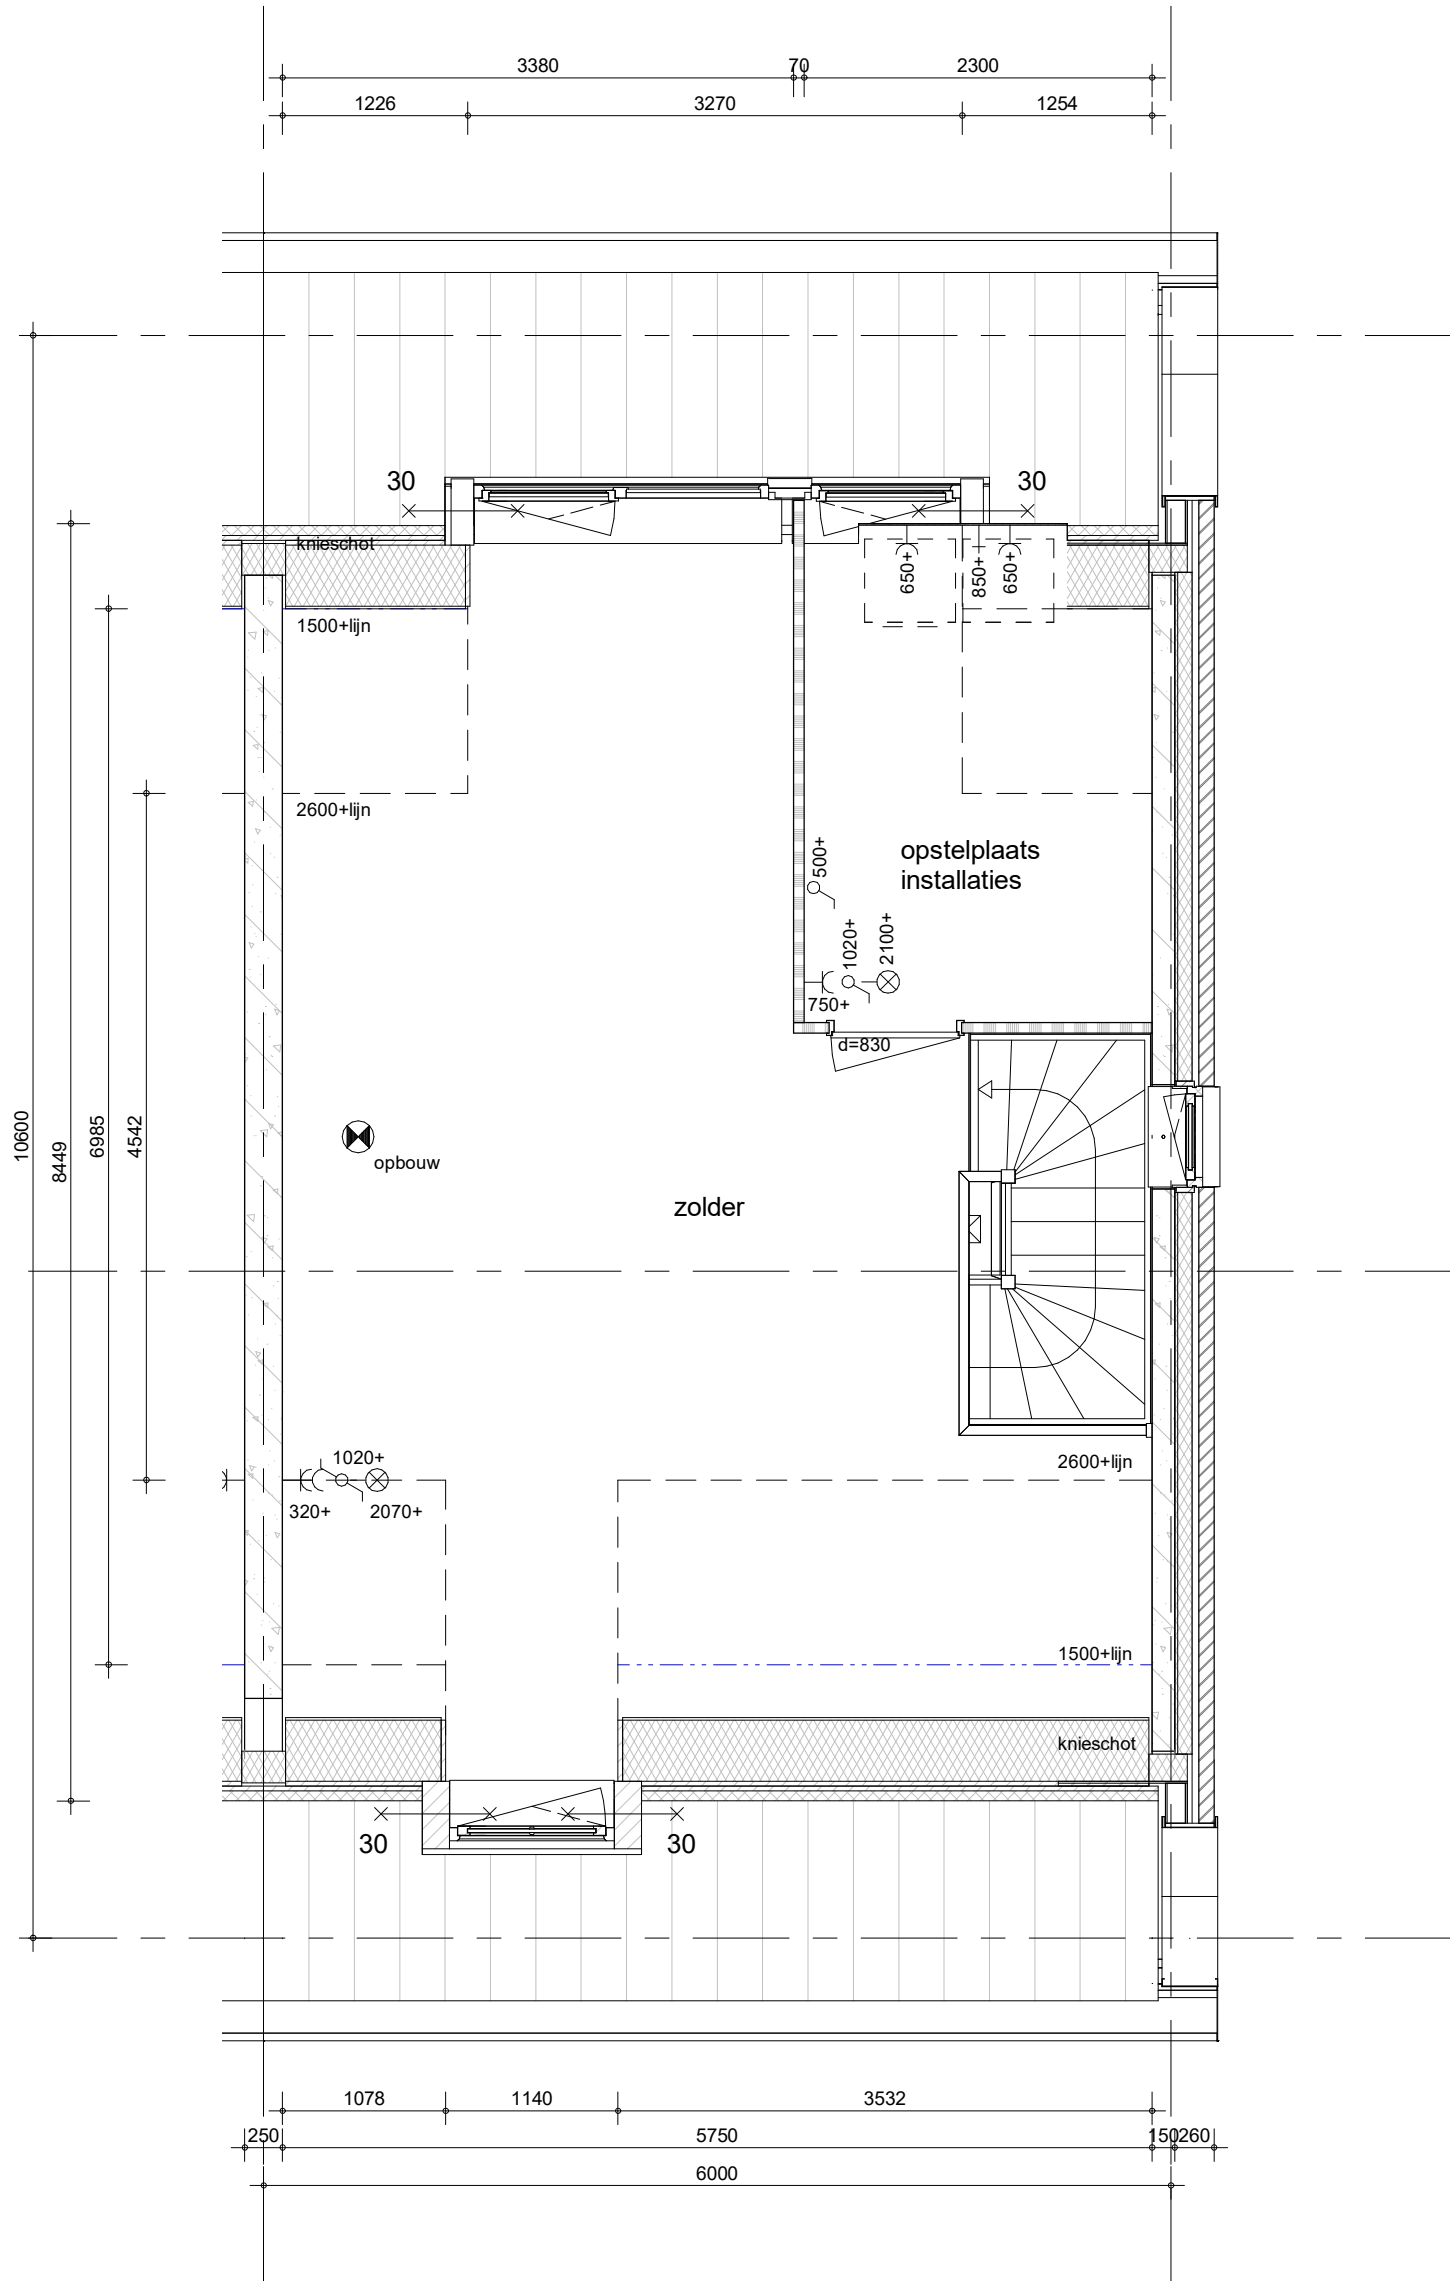 3380 70 2300
1226 3270 1254
30 30
knieschot
650+ 850+ 650+
1500+lijn
2600+lijn
500+
opstelplaats
installaties
1020+ 2100+
750+
d=830
10600 8449 6985 4542
opbouw
zolder
1020+
2600+lijn
320+ 2070+
1500+lijn
knieschot
30 30
1078 1140 3532
250 5750 150 260
6000